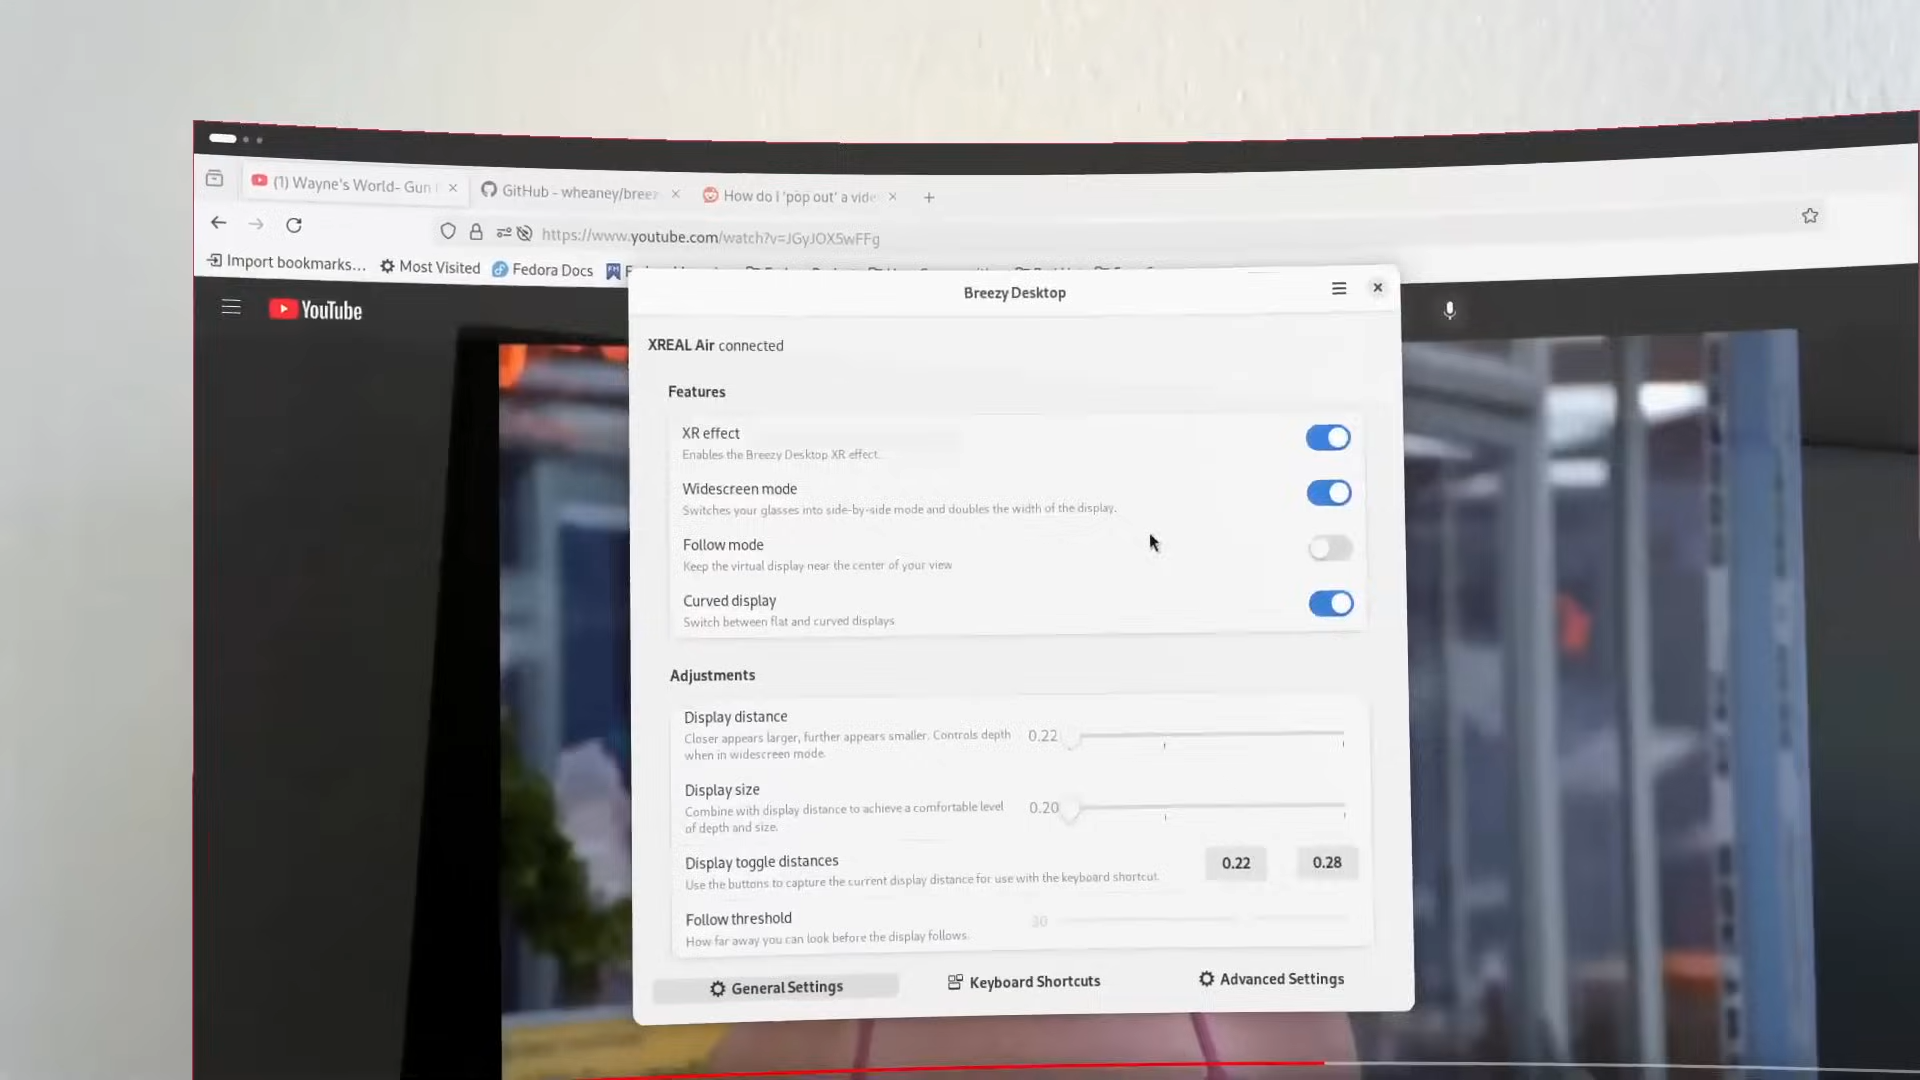 (1) Wayne's World- Gun
GitHub - wheaney/breez
How do I 'pop out' a vide
https://www.youtube.com/watch?v=JGyJOX5wFFg
Import bookmarks...
Most Visited
Fedora Docs
YouTube
Breezy Desktop
XREAL Air connected
Features
XR effect
Enables the Breezy Desktop XR effect.
Widescreen mode
Switches your glasses into side-by-side mode and doubles the width of the display.
Follow mode
Keep the virtual display near the center of your view
Curved display
Switch between flat and curved displays
Adjustments
Display distance
Closer appears larger, further appears smaller. Controls depth
when in widescreen mode.
0.22
Display size
Combine with display distance to achieve a comfortable level
of depth and size.
0.20
Display toggle distances
Use the buttons to capture the current display distance for use with the keyboard shortcut.
0.22
0.28
Follow threshold
How far away you can look before the display follows.
30
General Settings
Keyboard Shortcuts
Advanced Settings